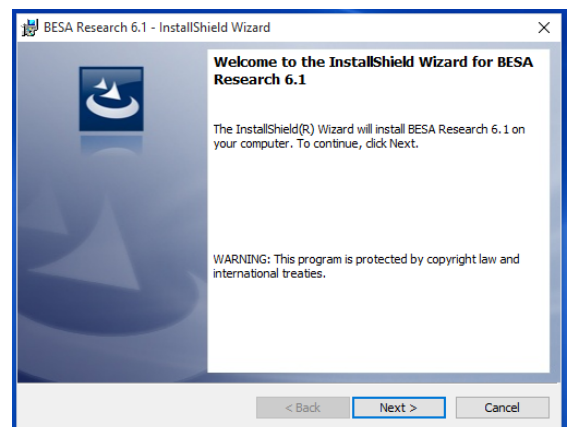 BESA Research 6.1 - InstallShield Wizard
Welcome to the InstallShield Wizard for BESA
Research 6.1
The InstallShield(R) Wizard will install BESA Research 6.1 on
your computer. To continue, click Next.
WARNING: This program is protected by copyright law and
international treaties.
< Back Next > Cancel